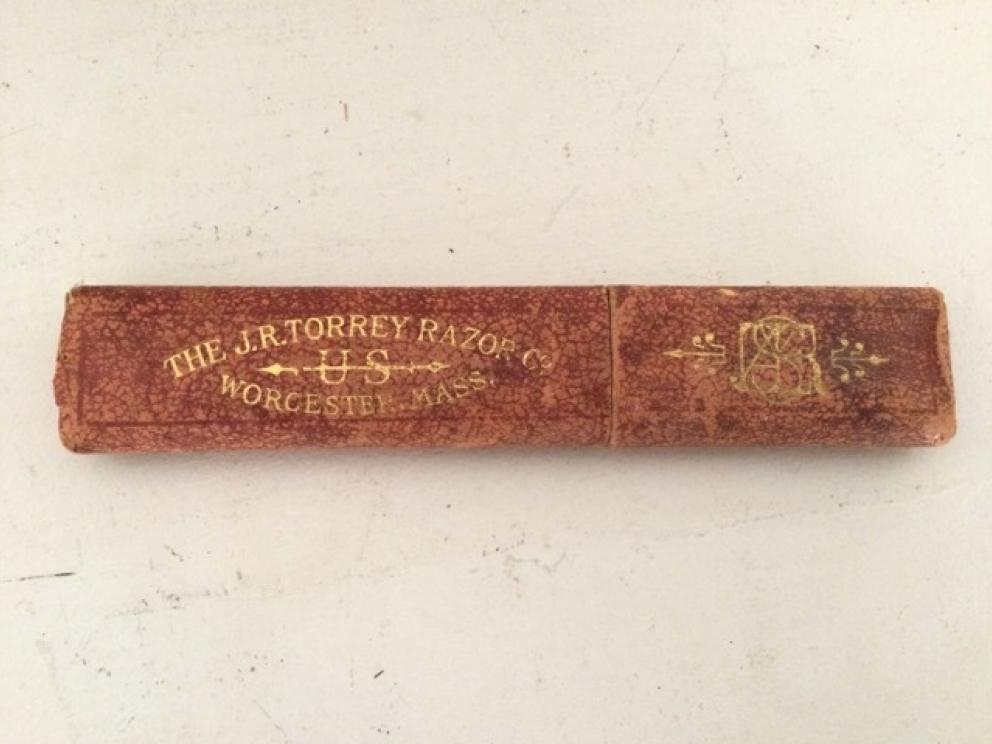 THE J.R. TORREY RAZOR CO
U S
WORCESTER, MASS.